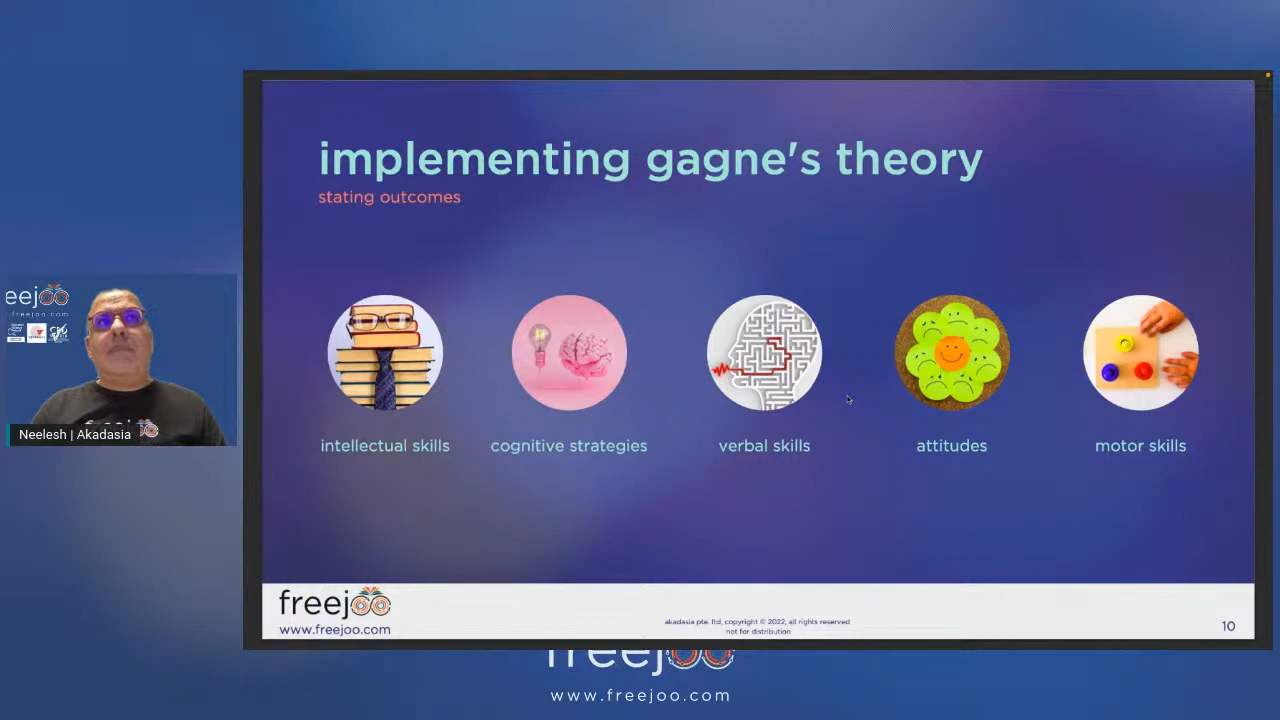 implementing gagne's theory
stating outcomes
eejoo
.freejoo.com
Neelesh | Akadasia
intellectual skills
cognitive strategies
verbal skills
attitudes
motor skills
freejoo
www.freejoo.com
akadasia pte. ltd, copyright © 2022, all rights reserved
not for distribution
10
freejoo
www.freejoo.com